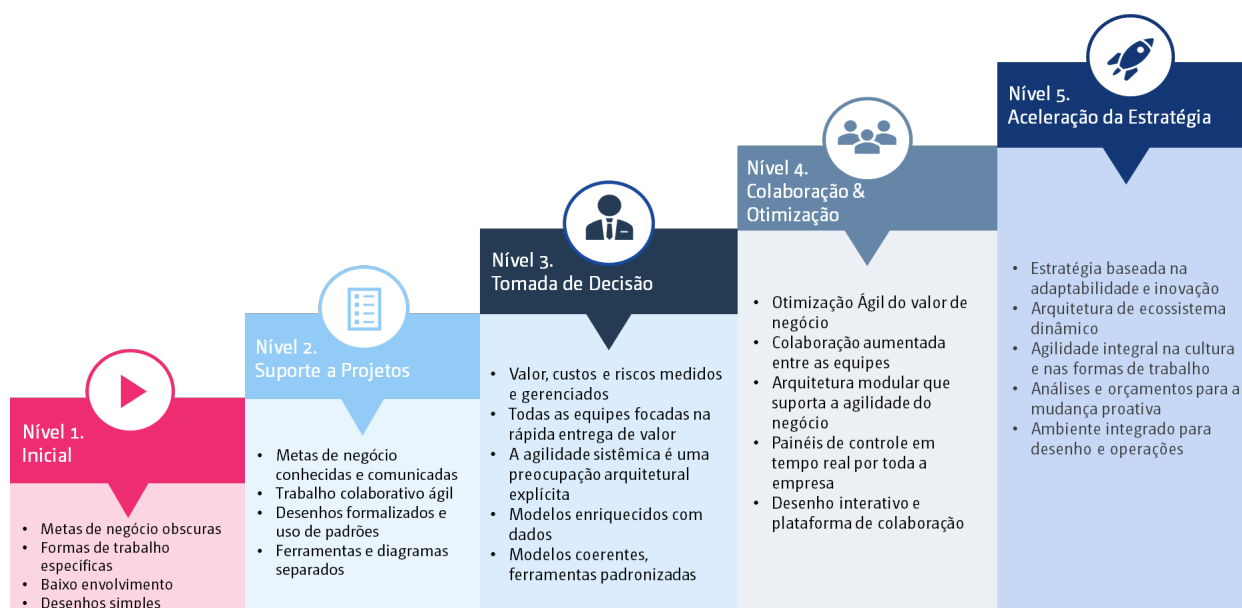 Nível 1.
Inicial
• Metas de negócio obscuras
• Formas de trabalho
específicas
• Baixo envolvimento
• Desenhos simples
Nível 2.
Suporte a Projetos
• Metas de negócio
conhecidas e comunicadas
• Trabalho colaborativo ágil
• Desenhos formalizados e
uso de padrões
• Ferramentas e diagramas
separados
Nível 3.
Tomada de Decisão
• Valor, custos e riscos medidos
e gerenciados
• Todas as equipes focadas na
rápida entrega de valor
• A agilidade sistêmica é uma
preocupação arquitetural
explícita
• Modelos enriquecidos com
dados
• Modelos coerentes,
ferramentas padronizadas
Nível 4.
Colaboração &
Otimização
• Otimização Ágil do valor de
negócio
• Colaboração aumentada
entre as equipes
• Arquitetura modular que
suporta a agilidade do
negócio
• Painéis de controle em
tempo real por toda a
empresa
• Desenho interativo e
plataforma de colaboração
Nível 5.
Aceleração da Estratégia
• Estratégia baseada na
adaptabilidade e inovação
• Arquitetura de ecossistema
dinâmico
• Agilidade integral na cultura
e nas formas de trabalho
• Análises e orçamentos para a
mudança proativa
• Ambiente integrado para
desenho e operações